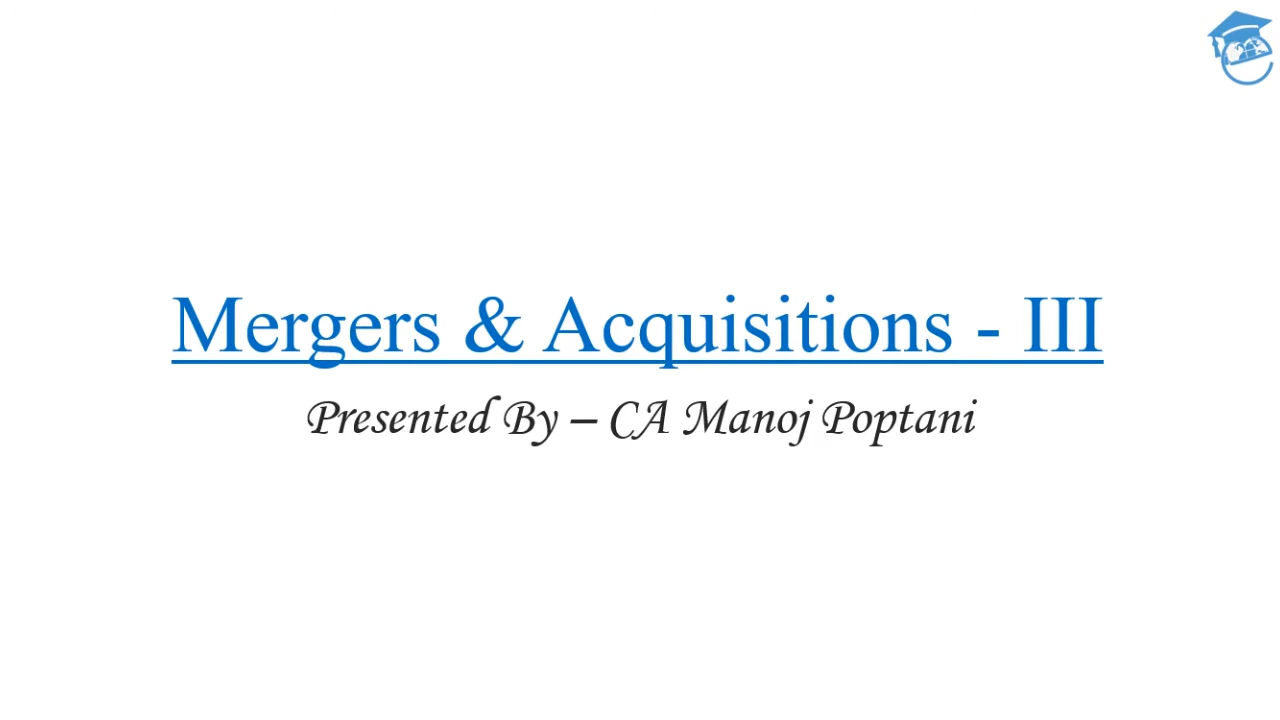 Mergers & Acquisitions - III
Presented By – CA Manoj Poptani